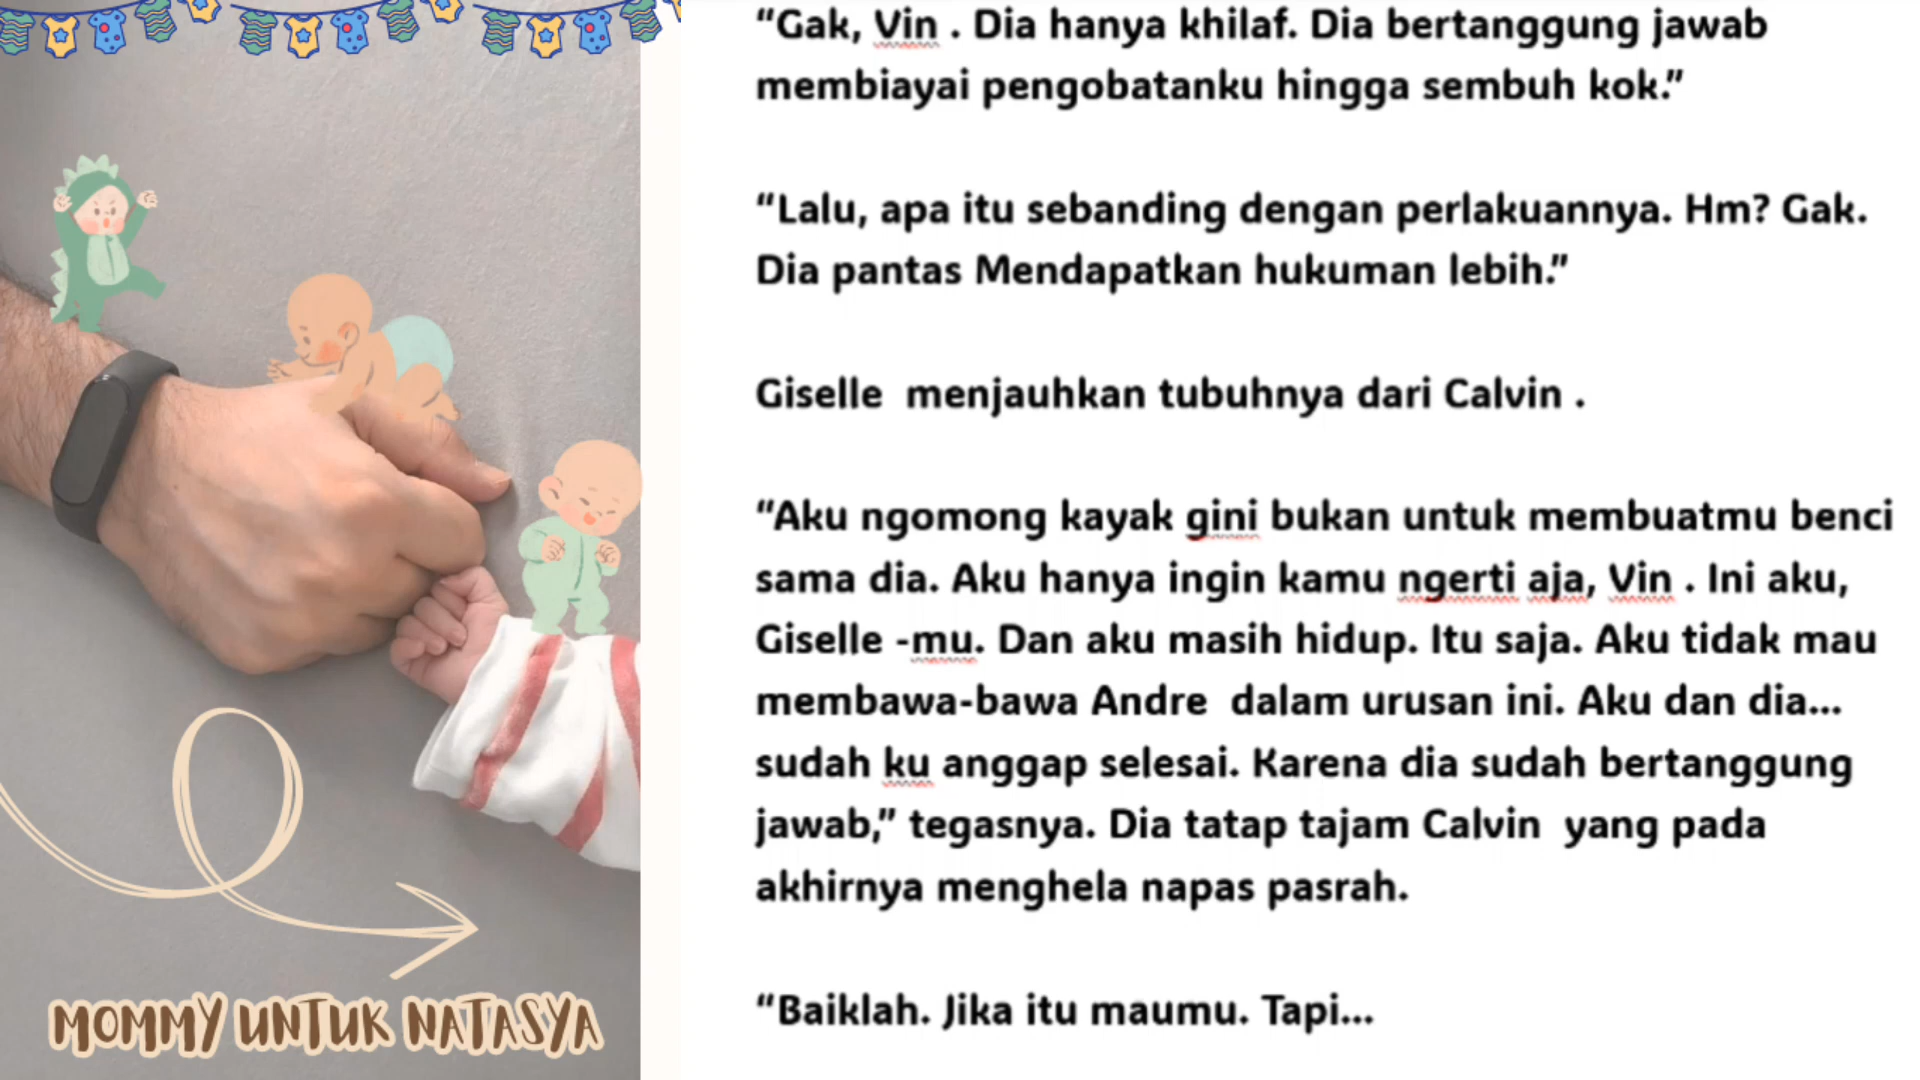 “Gak, Vin . Dia hanya khilaf. Dia bertanggung jawab
membiayai pengobatanku hingga sembuh kok.”
“Lalu, apa itu sebanding dengan perlakuannya. Hm? Gak.
Dia pantas Mendapatkan hukuman lebih.”
Giselle  menjauhkan tubuhnya dari Calvin .
“Aku ngomong kayak gini bukan untuk membuatmu benci
sama dia. Aku hanya ingin kamu ngerti aja, Vin . Ini aku,
Giselle -mu. Dan aku masih hidup. Itu saja. Aku tidak mau
membawa-bawa Andre  dalam urusan ini. Aku dan dia...
sudah ku anggap selesai. Karena dia sudah bertanggung
jawab,” tegasnya. Dia tatap tajam Calvin  yang pada
akhirnya menghela napas pasrah.
“Baiklah. Jika itu maumu. Tapi...
MOMMY UNTUK NATASYA